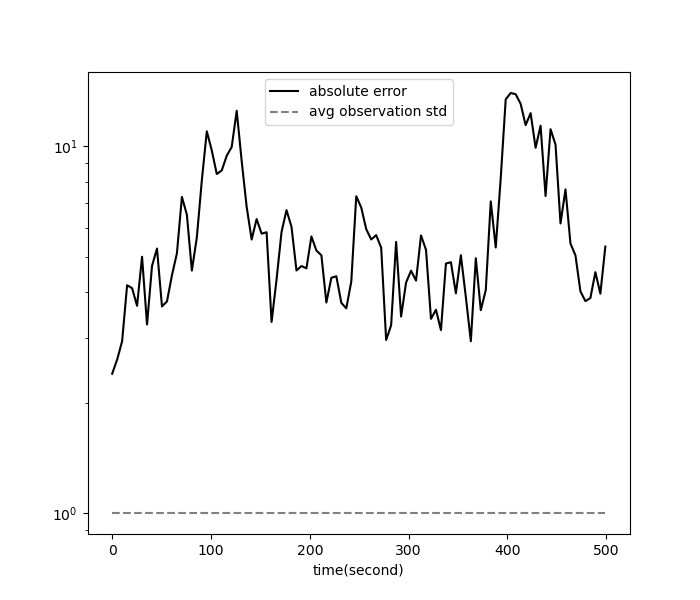 absolute error
avg observation std
10¹
10⁰
0 100 200 300 400 500
time(second)